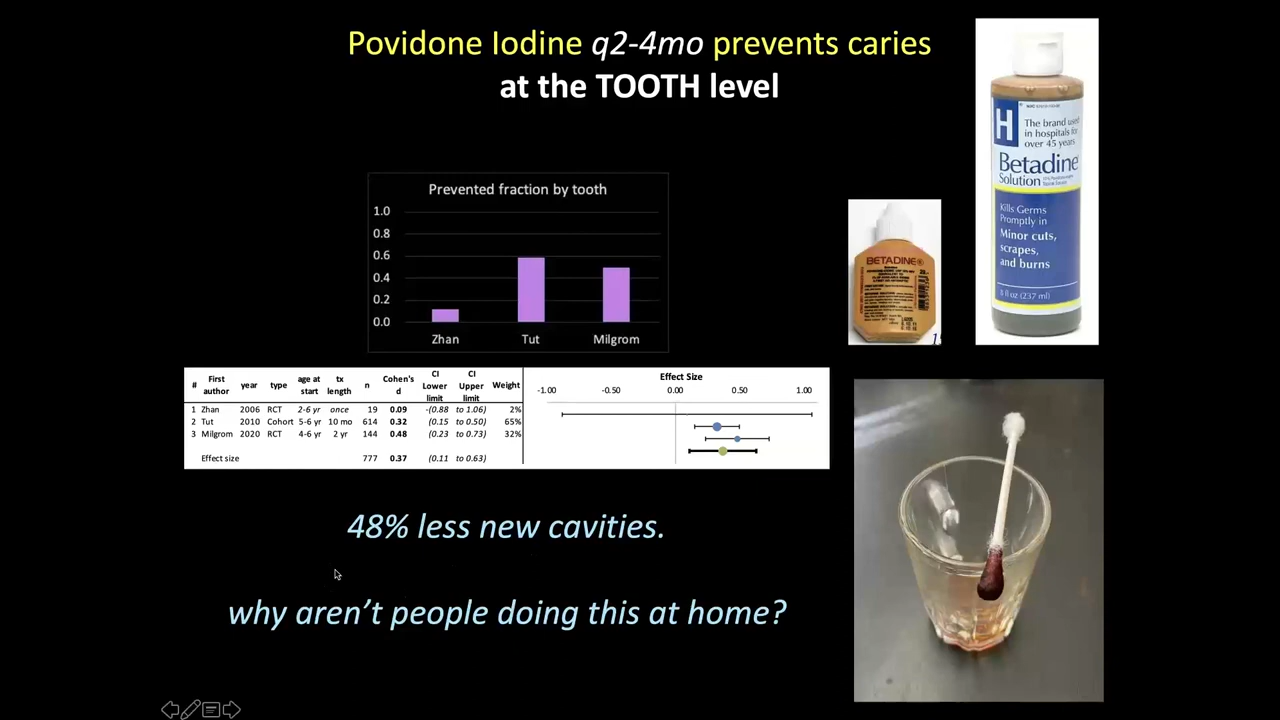 Povidone Iodine q2-4mo prevents caries
at the TOOTH level
H
The brand used
in hospitals for
over 45 years
Betadine
Solution
Kills Germs
Promptly in
Minor cuts,
scrapes,
and burns
8 fl oz (237 ml)
BETADINE
Prevented fraction by tooth
1.0
0.8
0.6
0.4
0.2
0.0
Zhan Tut Milgrom
# First author year type age at start tx length n Cohen's d CI Lower limit CI Upper limit Weight
Effect Size
-1.00 -0.50 0.00 0.50 1.00
1 Zhan 2006 RCT 2-6 yr once 19 0.09 -(0.88 to 1.06) 2%
2 Tut 2010 Cohort 5-6 yr 10 mo 614 0.32 (0.15 to 0.50) 65%
3 Milgrom 2020 RCT 4-6 yr 2 yr 144 0.48 (0.23 to 0.73) 32%
Effect size 777 0.37 (0.11 to 0.63)
48% less new cavities.
why aren't people doing this at home?